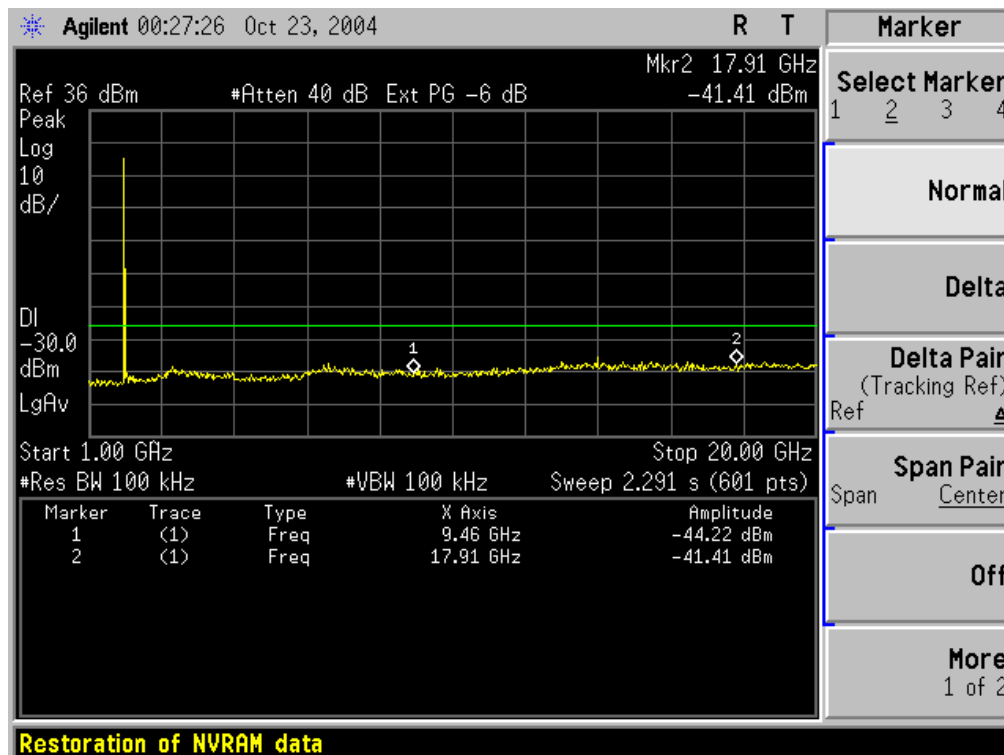 Agilent 00:27:26 Oct 23, 2004 R T
Mkr2 17.91 GHz
Ref 36 dBm #Atten 40 dB Ext PG -6 dB -41.41 dBm
Peak
Log
10
dB/
DI
-30.0
dBm
LgAv
1
2
Start 1.00 GHz Stop 20.00 GHz
#Res BW 100 kHz #VBW 100 kHz Sweep 2.291 s (601 pts)
Marker Trace Type X Axis Amplitude
1 (1) Freq 9.46 GHz -44.22 dBm
2 (1) Freq 17.91 GHz -41.41 dBm
Restoration of NVRAM data
Marker
Select Marker
1 2 3 4
Normal
Delta
Delta Pair
(Tracking Ref)
Ref Δ
Span Pair
Span Center
Off
More
1 of 2